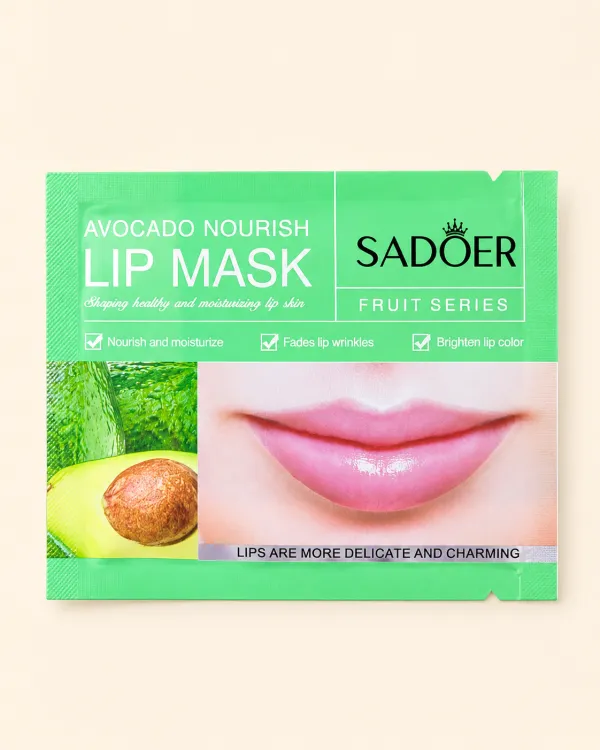 AVOCADO NOURISH
LIP MASK
Shaping healthy and moisturizing lip skin
SADOER
FRUIT SERIES
Nourish and moisturize
Fades lip wrinkles
Brighten lip color
LIPS ARE MORE DELICATE AND CHARMING